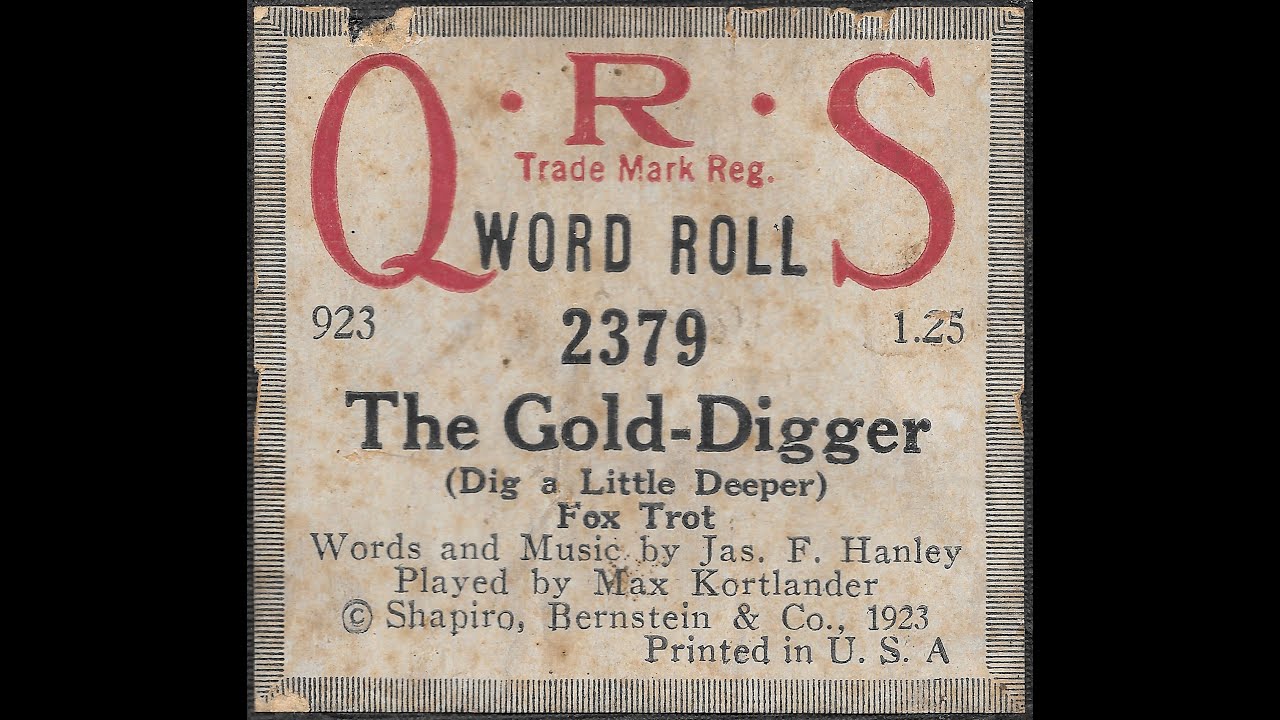 Q·R·S
Trade Mark Reg.
WORD ROLL
923 2379 1.25
The Gold-Digger
(Dig a Little Deeper)
Fox Trot
Words and Music by Jas. F. Hanley
Played by Max Kortlander
© Shapiro, Bernstein & Co., 1923
Printed in U. S. A